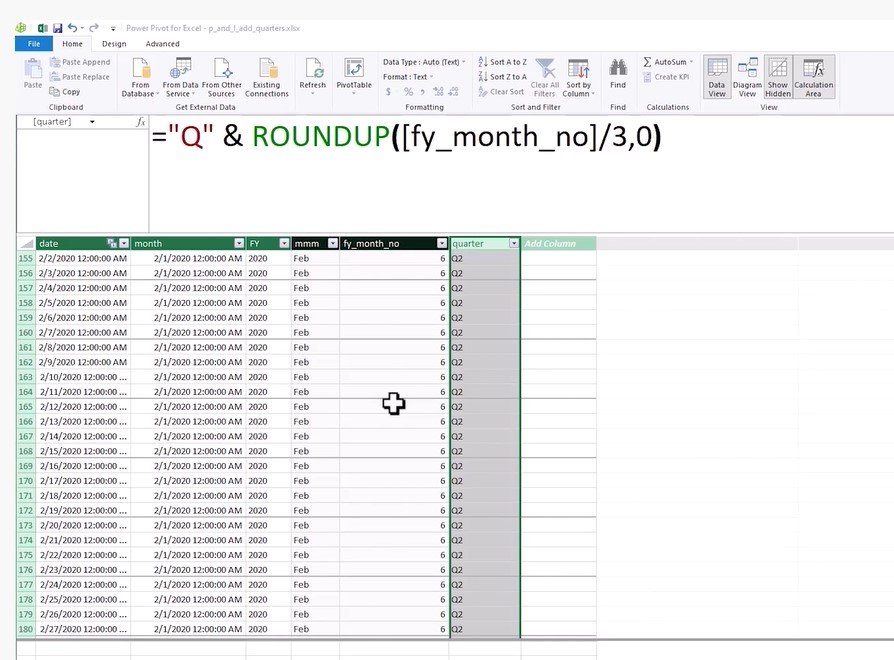 Power Pivot for Excel - p_and_l_add_quarters.xlsx
File Home Design Advanced
Paste
Paste Append
Paste Replace
Copy
Clipboard
From Database
From Data Service
From Other Sources
Existing Connections
Get External Data
Refresh
PivotTable
Data Type : Auto (Text)
Format : Text
$ % ,
Formatting
Sort A to Z
Sort Z to A
Clear Sort
Clear All Filters
Sort by Column
Sort and Filter
Find
Find
AutoSum
Create KPI
Calculations
Data View
Diagram View
Show Hidden
Calculation Area
View
[quarter] fx ="Q" & ROUNDUP([fy_month_no]/3,0)
date month FY mmm fy_month_no quarter Add Column
155 2/2/2020 12:00:00 AM 2/1/2020 12:00:00 AM 2020 Feb 6 Q2
156 2/3/2020 12:00:00 AM 2/1/2020 12:00:00 AM 2020 Feb 6 Q2
157 2/4/2020 12:00:00 AM 2/1/2020 12:00:00 AM 2020 Feb 6 Q2
158 2/5/2020 12:00:00 AM 2/1/2020 12:00:00 AM 2020 Feb 6 Q2
159 2/6/2020 12:00:00 AM 2/1/2020 12:00:00 AM 2020 Feb 6 Q2
160 2/7/2020 12:00:00 AM 2/1/2020 12:00:00 AM 2020 Feb 6 Q2
161 2/8/2020 12:00:00 AM 2/1/2020 12:00:00 AM 2020 Feb 6 Q2
162 2/9/2020 12:00:00 AM 2/1/2020 12:00:00 AM 2020 Feb 6 Q2
163 2/10/2020 12:00:00 ... 2/1/2020 12:00:00 AM 2020 Feb 6 Q2
164 2/11/2020 12:00:00 ... 2/1/2020 12:00:00 AM 2020 Feb 6 Q2
165 2/12/2020 12:00:00 ... 2/1/2020 12:00:00 AM 2020 Feb 6 Q2
166 2/13/2020 12:00:00 ... 2/1/2020 12:00:00 AM 2020 Feb 6 Q2
167 2/14/2020 12:00:00 ... 2/1/2020 12:00:00 AM 2020 Feb 6 Q2
168 2/15/2020 12:00:00 ... 2/1/2020 12:00:00 AM 2020 Feb 6 Q2
169 2/16/2020 12:00:00 ... 2/1/2020 12:00:00 AM 2020 Feb 6 Q2
170 2/17/2020 12:00:00 ... 2/1/2020 12:00:00 AM 2020 Feb 6 Q2
171 2/18/2020 12:00:00 ... 2/1/2020 12:00:00 AM 2020 Feb 6 Q2
172 2/19/2020 12:00:00 ... 2/1/2020 12:00:00 AM 2020 Feb 6 Q2
173 2/20/2020 12:00:00 ... 2/1/2020 12:00:00 AM 2020 Feb 6 Q2
174 2/21/2020 12:00:00 ... 2/1/2020 12:00:00 AM 2020 Feb 6 Q2
175 2/22/2020 12:00:00 ... 2/1/2020 12:00:00 AM 2020 Feb 6 Q2
176 2/23/2020 12:00:00 ... 2/1/2020 12:00:00 AM 2020 Feb 6 Q2
177 2/24/2020 12:00:00 ... 2/1/2020 12:00:00 AM 2020 Feb 6 Q2
178 2/25/2020 12:00:00 ... 2/1/2020 12:00:00 AM 2020 Feb 6 Q2
179 2/26/2020 12:00:00 ... 2/1/2020 12:00:00 AM 2020 Feb 6 Q2
180 2/27/2020 12:00:00 ... 2/1/2020 12:00:00 AM 2020 Feb 6 Q2